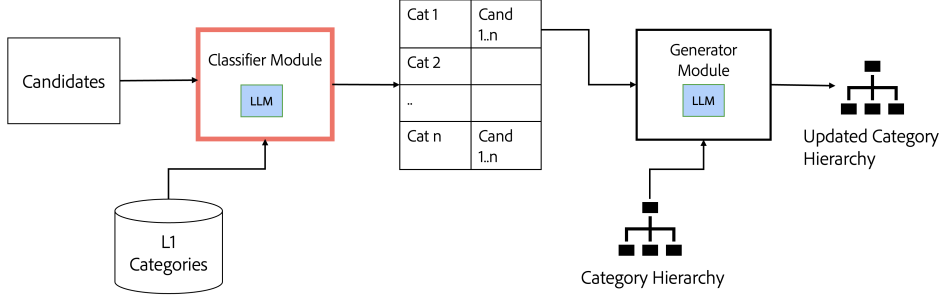 Candidates
Classifier Module
LLM
L1
Categories
Cat 1
Cand
1..n
Cat 2
..
Cat n
Cand
1..n
Generator
Module
LLM
Category Hierarchy
Updated Category
Hierarchy